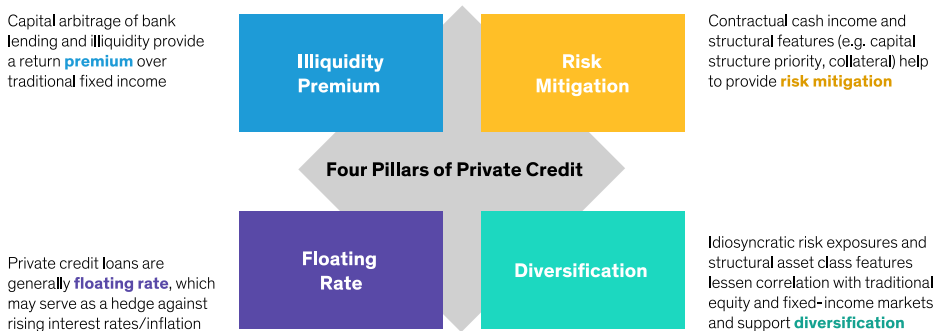 Capital arbitrage of bank
lending and illiquidity provide
a return premium over
traditional fixed income
Illiquidity
Premium
Risk
Mitigation
Contractual cash income and
structural features (e.g. capital
structure priority, collateral) help
to provide risk mitigation
Four Pillars of Private Credit
Private credit loans are
generally floating rate, which
may serve as a hedge against
rising interest rates/inflation
Floating
Rate
Diversification
Idiosyncratic risk exposures and
structural asset class features
lessen correlation with traditional
equity and fixed-income markets
and support diversification